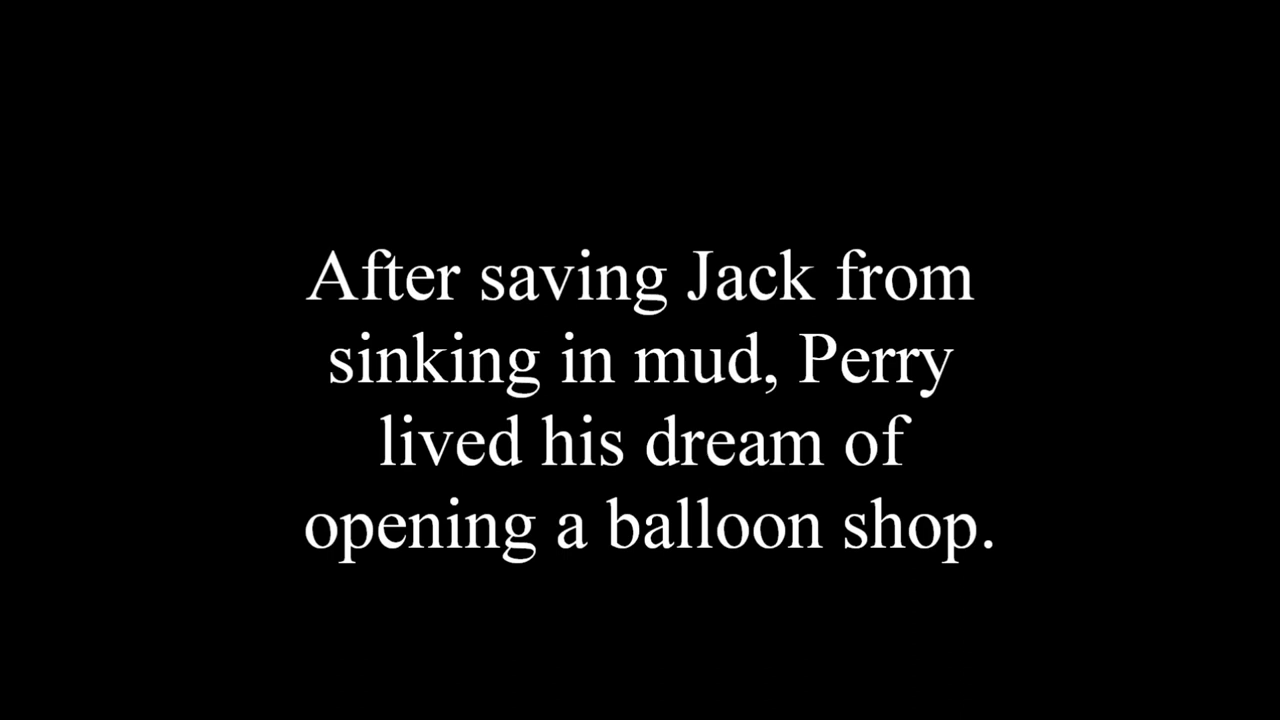 After saving Jack from
sinking in mud, Perry
lived his dream of
opening a balloon shop.